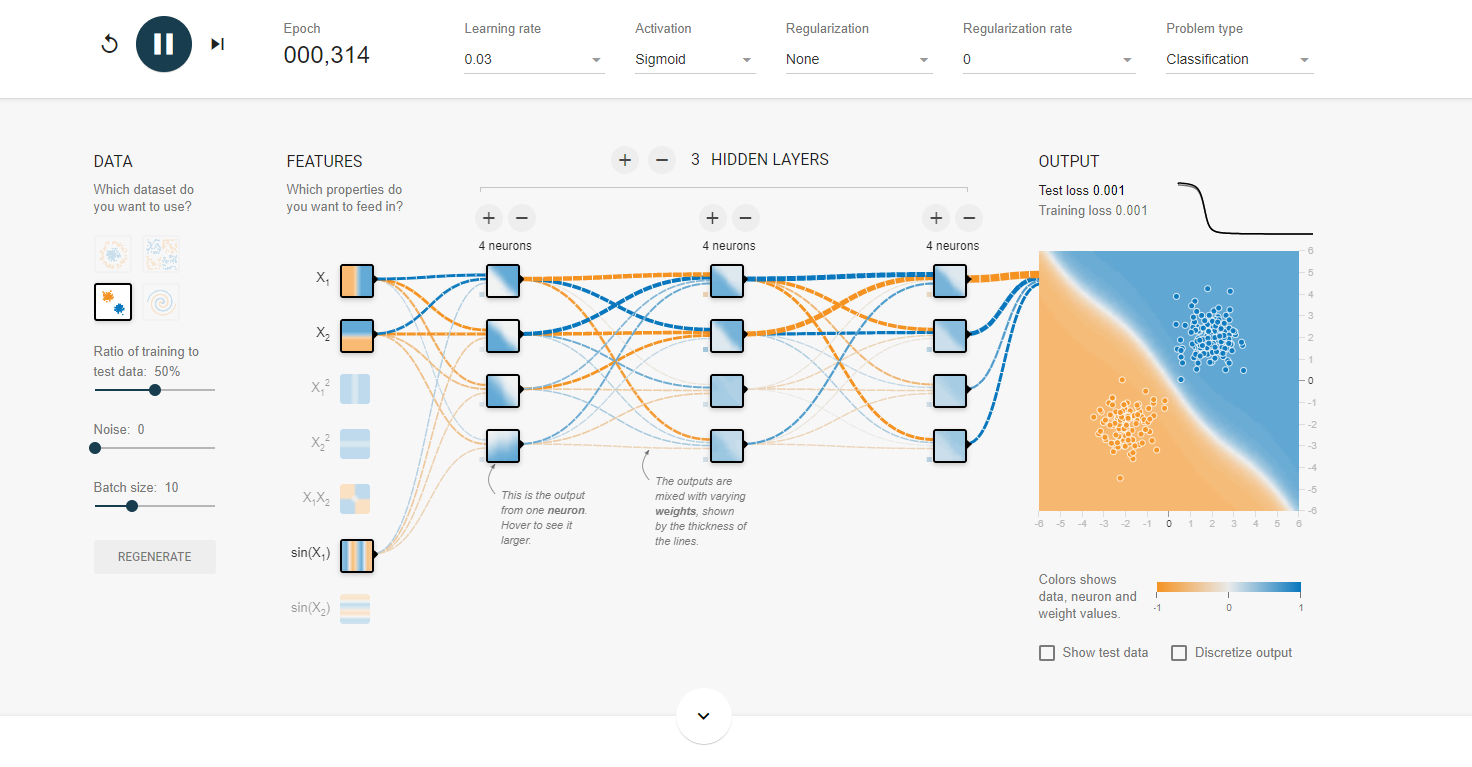 Epoch
000,314
Learning rate
0.03
Activation
Sigmoid
Regularization
None
Regularization rate
0
Problem type
Classification
DATA
Which dataset do
you want to use?
Ratio of training to
test data: 50%
Noise: 0
Batch size: 10
REGENERATE
FEATURES
Which properties do
you want to feed in?
X1
X2
X1²
X2²
X1X2
sin(X1)
sin(X2)
+ − 3 HIDDEN LAYERS
+ −
4 neurons
+ −
4 neurons
+ −
4 neurons
This is the output
from one neuron.
Hover to see it
larger.
The outputs are
mixed with varying
weights, shown
by the thickness of
the lines.
OUTPUT
Test loss 0.001
Training loss 0.001
6
5
4
3
2
1
0
-1
-2
-3
-4
-5
-6
-6 -5 -4 -3 -2 -1 0 1 2 3 4 5 6
Colors shows
data, neuron and
weight values.
-1 0 1
Show test data
Discretize output